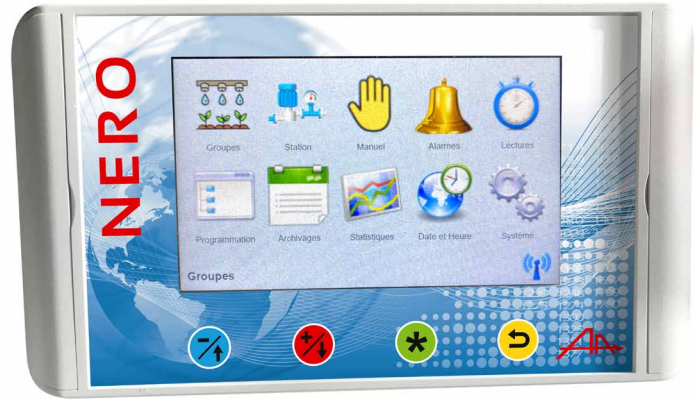 NERO
Groupes Station Manuel Alarmes Lectures
Programmation Archivages Statistiques Date et Heure Système
Groupes
-/ +/ *